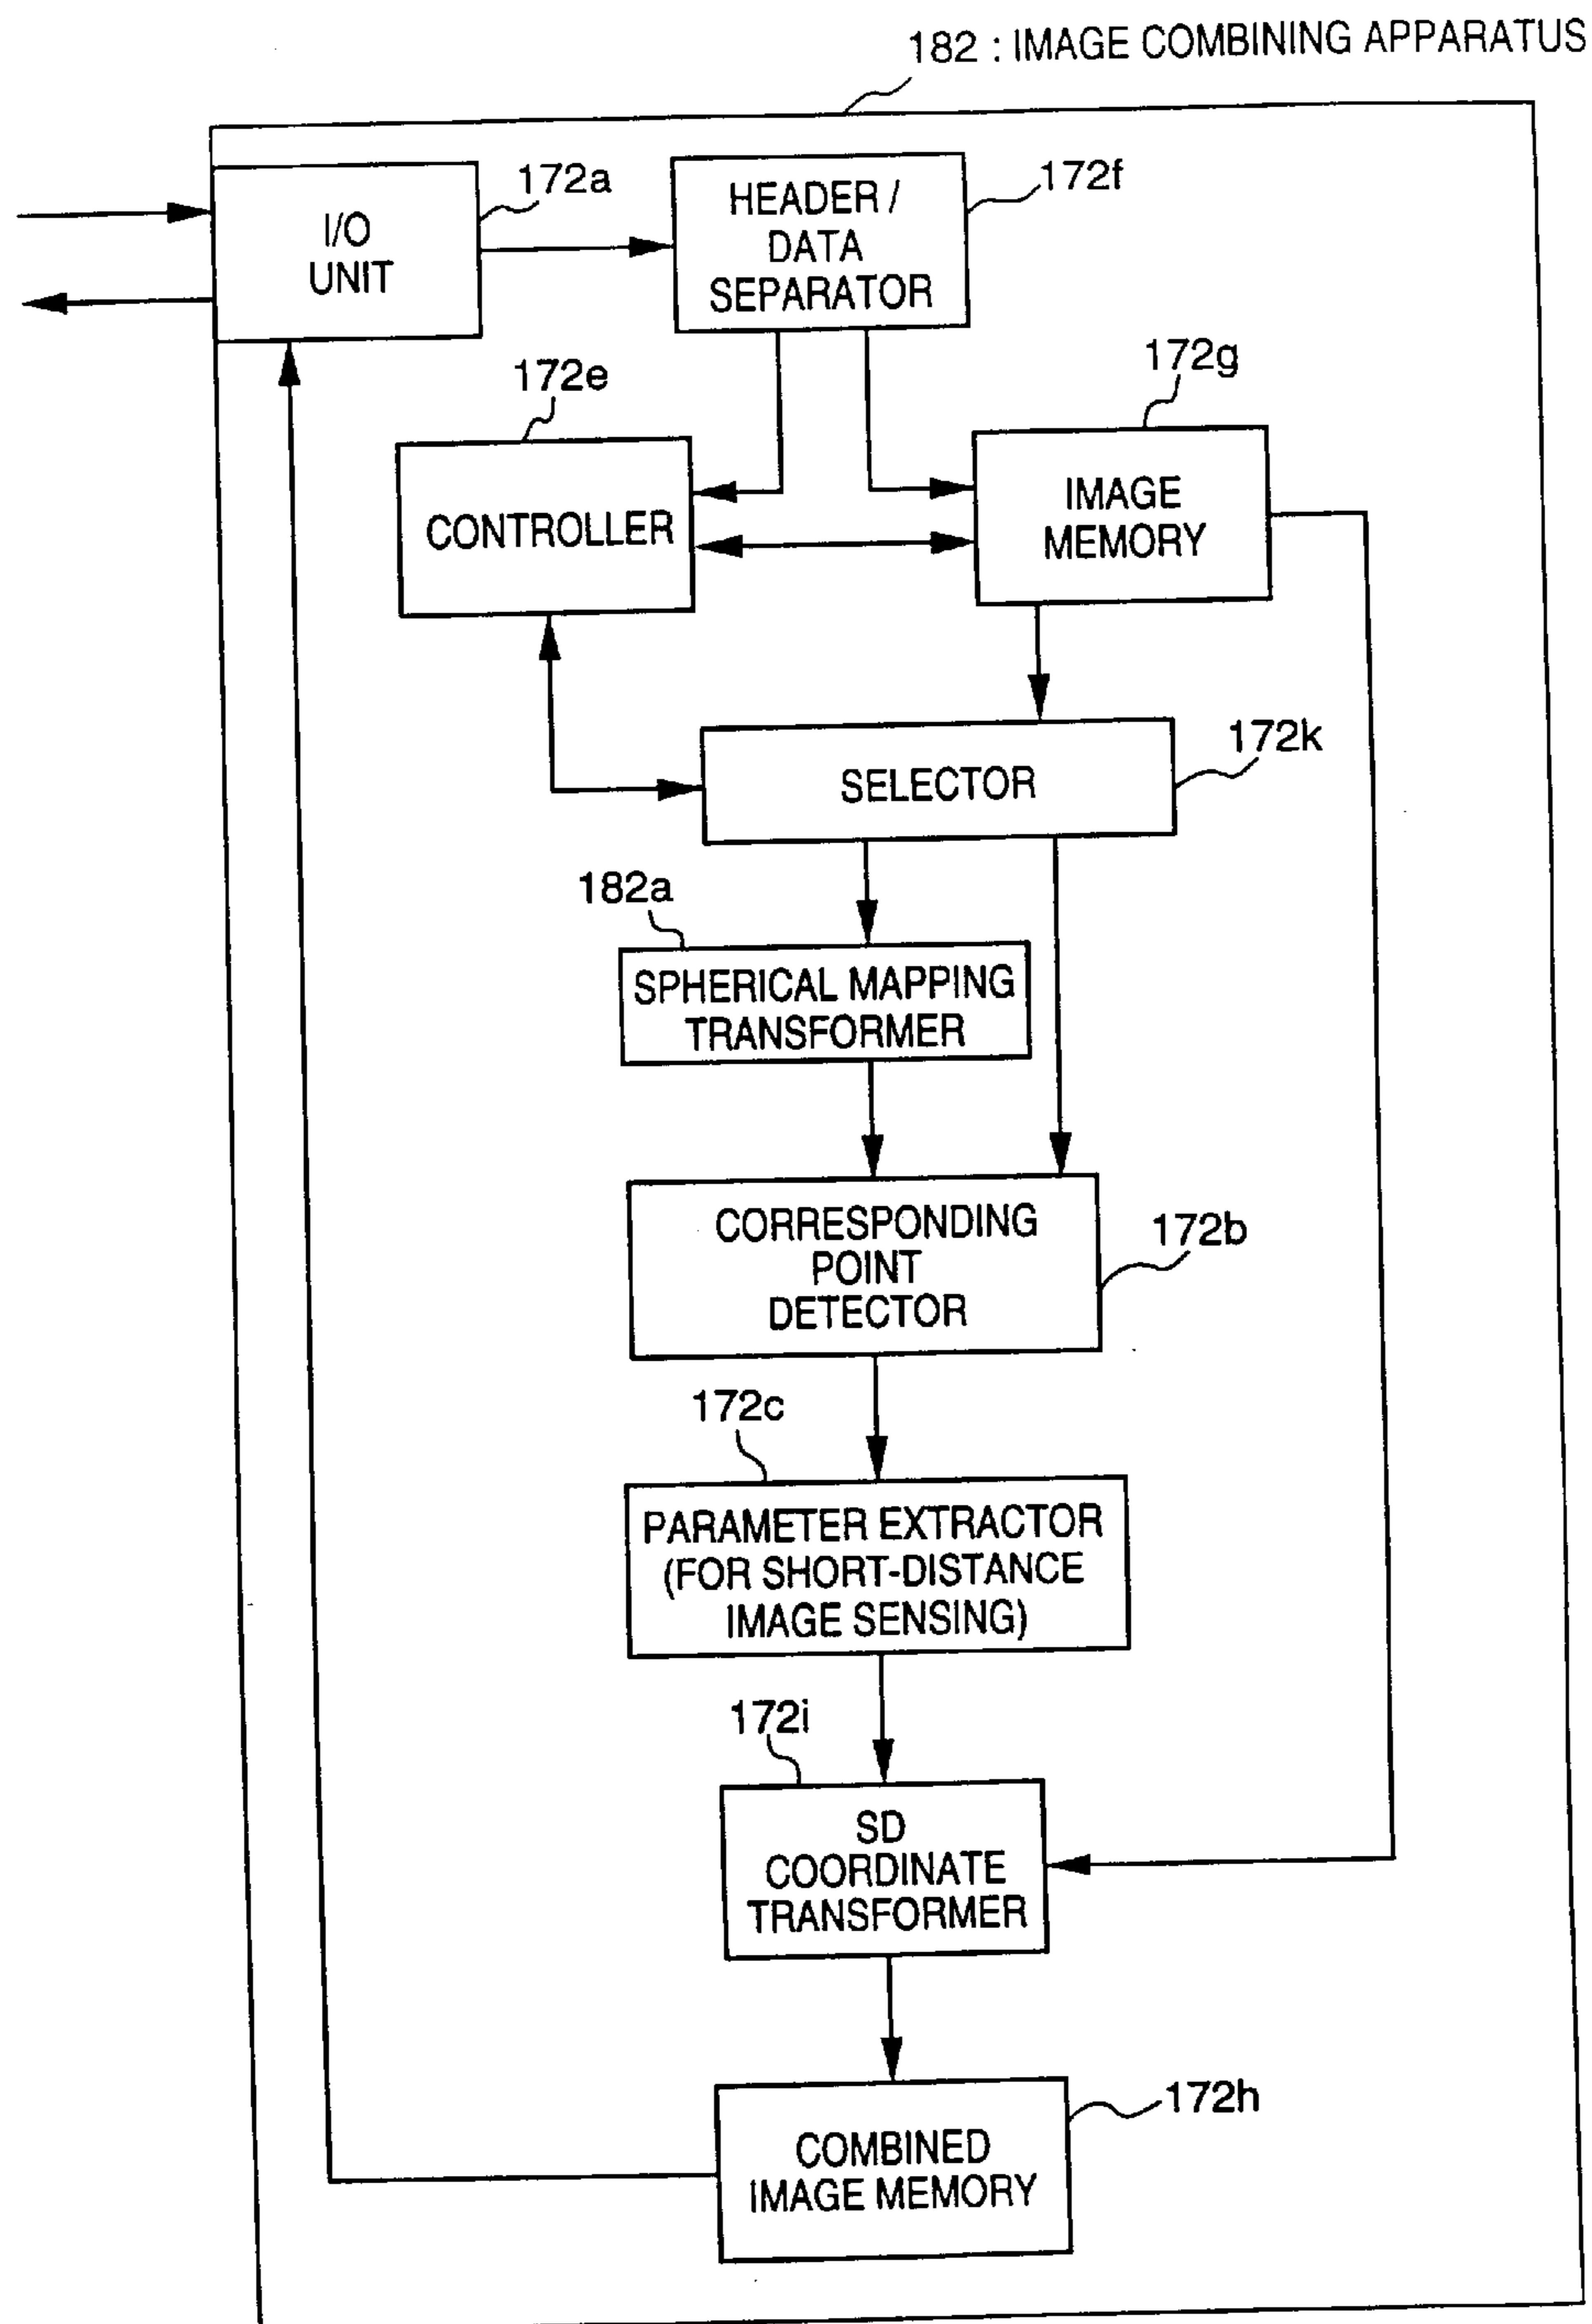 182 : IMAGE COMBINING APPARATUS
172a
I/O
UNIT
172f
HEADER /
DATA
SEPARATOR
172e
CONTROLLER
172g
IMAGE
MEMORY
172k
SELECTOR
182a
SPHERICAL MAPPING
TRANSFORMER
CORRESPONDING
POINT
DETECTOR
172b
172c
PARAMETER EXTRACTOR
(FOR SHORT-DISTANCE
IMAGE SENSING)
172i
SD
COORDINATE
TRANSFORMER
172h
COMBINED
IMAGE MEMORY